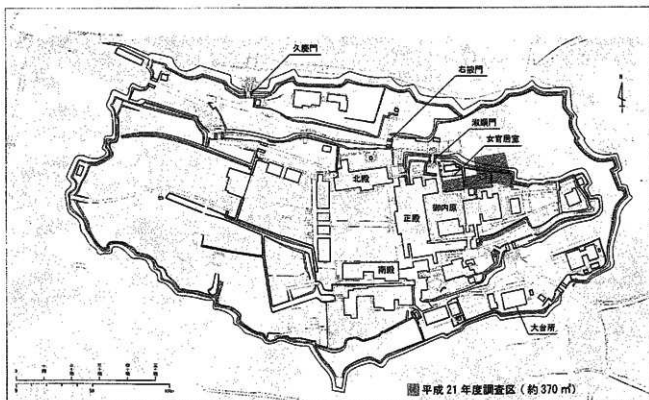 久慶門
右掖門
淑順門
女官居室
北殿
正殿
御内原
南殿
大台所
平成21年度調査区（約370㎡）